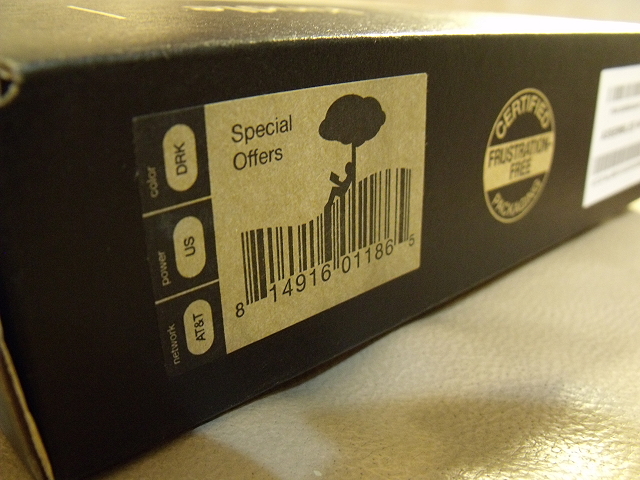 color
DRK
power
US
network
AT&T
Special
Offers
8 14916 01186 5
CERTIFIED
FRUSTRATION-
FREE
PACKAGING